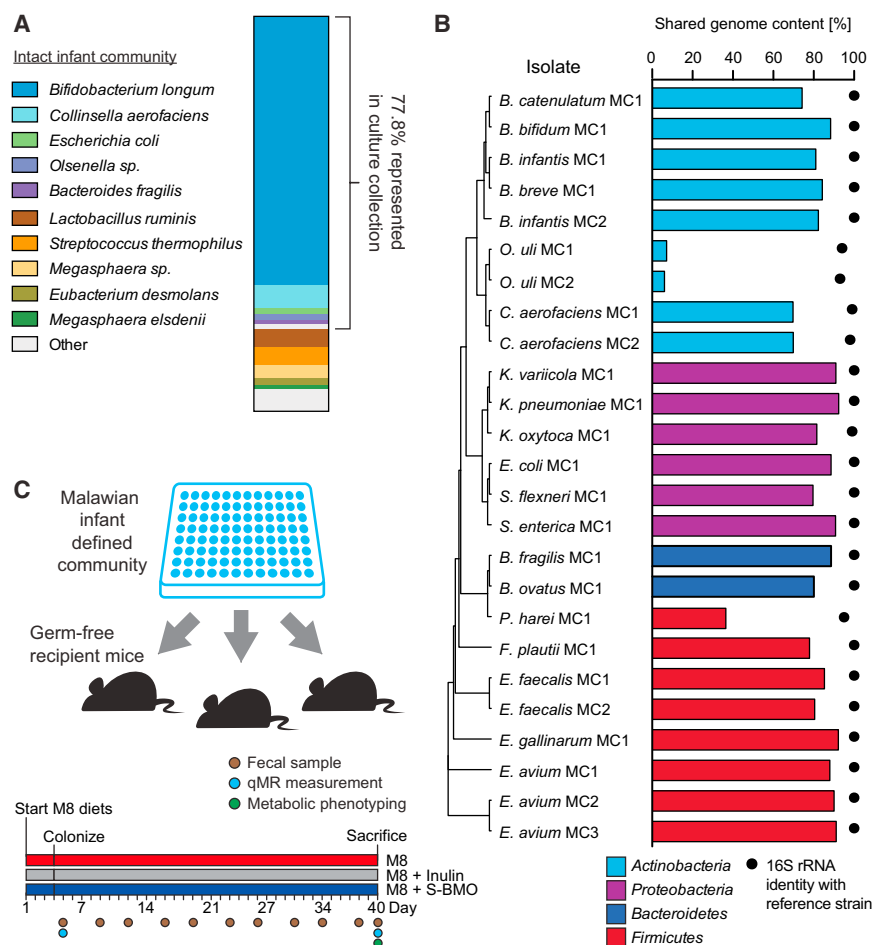 A
Intact infant community
Bifidobacterium longum
Collinsella aerofaciens
Escherichia coli
Olsenella sp.
Bacteroides fragilis
Lactobacillus ruminis
Streptococcus thermophilus
Megasphaera sp.
Eubacterium desmolans
Megasphaera elsdenii
Other
77.8% represented
in culture collection
B
Shared genome content [%]
Isolate
0 20 40 60 80 100
B. catenulatum MC1
B. bifidum MC1
B. infantis MC1
B. breve MC1
B. infantis MC2
O. uli MC1
O. uli MC2
C. aerofaciens MC1
C. aerofaciens MC2
K. variicola MC1
K. pneumoniae MC1
K. oxytoca MC1
E. coli MC1
S. flexneri MC1
S. enterica MC1
B. fragilis MC1
B. ovatus MC1
P. harei MC1
F. plautii MC1
E. faecalis MC1
E. faecalis MC2
E. gallinarum MC1
E. avium MC1
E. avium MC2
E. avium MC3
Actinobacteria
Proteobacteria
Bacteroidetes
Firmicutes
16S rRNA
identity with
reference strain
C
Malawian
infant
defined
community
Germ-free
recipient mice
Fecal sample
qMR measurement
Metabolic phenotyping
Start M8 diets
Colonize
Sacrifice
M8
M8 + Inulin
M8 + S-BMO
1 7 14 21 26 34 40 Day